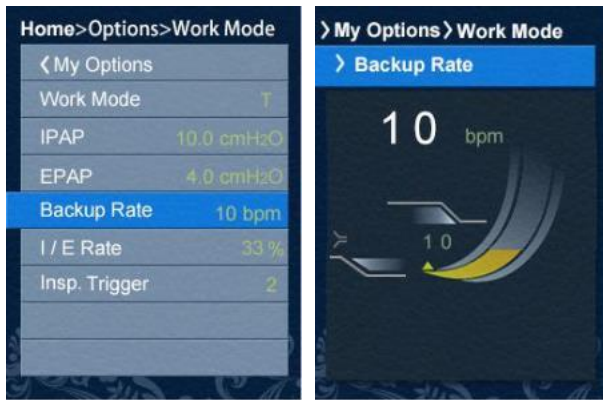 Home>Options>Work Mode
My Options
Work Mode T
IPAP 10.0 cmH2O
EPAP 4.0 cmH2O
Backup Rate 10 bpm
I / E Rate 33 %
Insp. Trigger 2
My Options Work Mode
Backup Rate
10 bpm
10